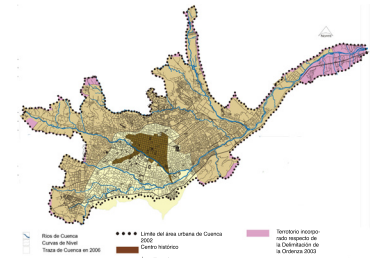 Ríos de Cuenca
Curvas de Nivel
Traza de Cuenca en 2006
Limite del área urbana de Cuenca
2002
Centro histórico
Territorio incorpo-
rado respecto de
la Delimitación de
la Ordenza 2003